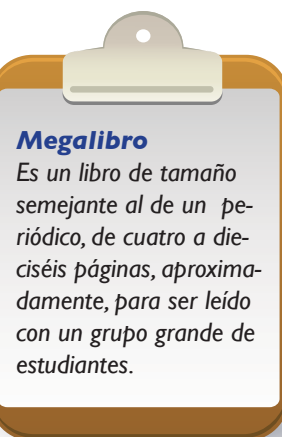 Megalibro
Es un libro de tamaño
semejante al de un pe-
riódico, de cuatro a die-
ciséis páginas, aproxima-
damente, para ser leído
con un grupo grande de
estudiantes.